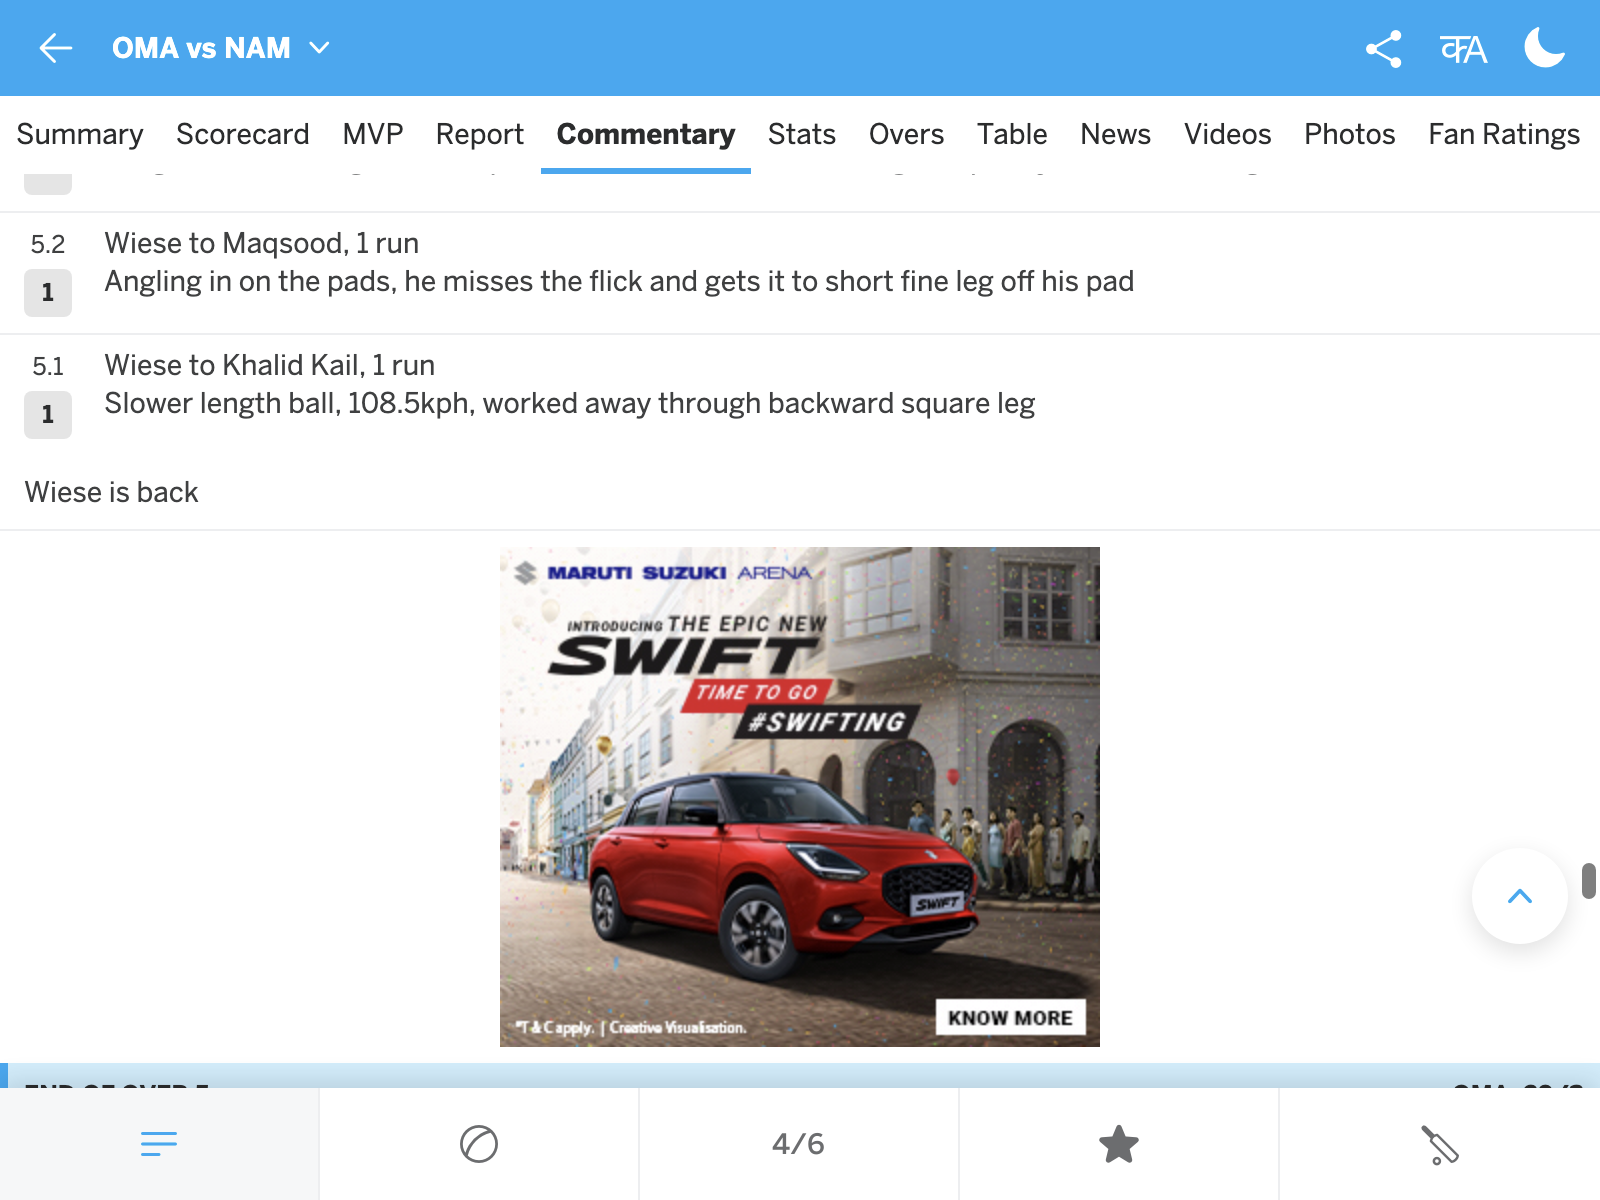 OMA vs NAM
क A
Summary Scorecard MVP Report Commentary Stats Overs Table News Videos Photos Fan Ratings
5.2 Wiese to Maqsood, 1 run
1 Angling in on the pads, he misses the flick and gets it to short fine leg off his pad
5.1 Wiese to Khalid Kail, 1 run
1 Slower length ball, 108.5kph, worked away through backward square leg
Wiese is back
MARUTI SUZUKI ARENA
INTRODUCING THE EPIC NEW
SWIFT
TIME TO GO
#SWIFTING
SWIFT
KNOW MORE
*T & C apply. | Creative Visualisation.
END OF OVER 5
4/6